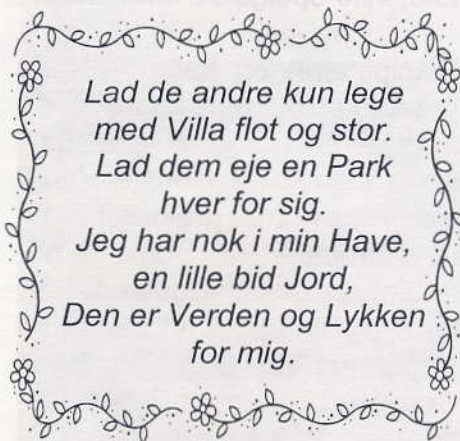 Lad de andre kun lege
med Villa flot og stor.
Lad dem eje en Park
hver for sig.
Jeg har nok i min Have,
en lille bid Jord,
Den er Verden og Lykken
for mig.